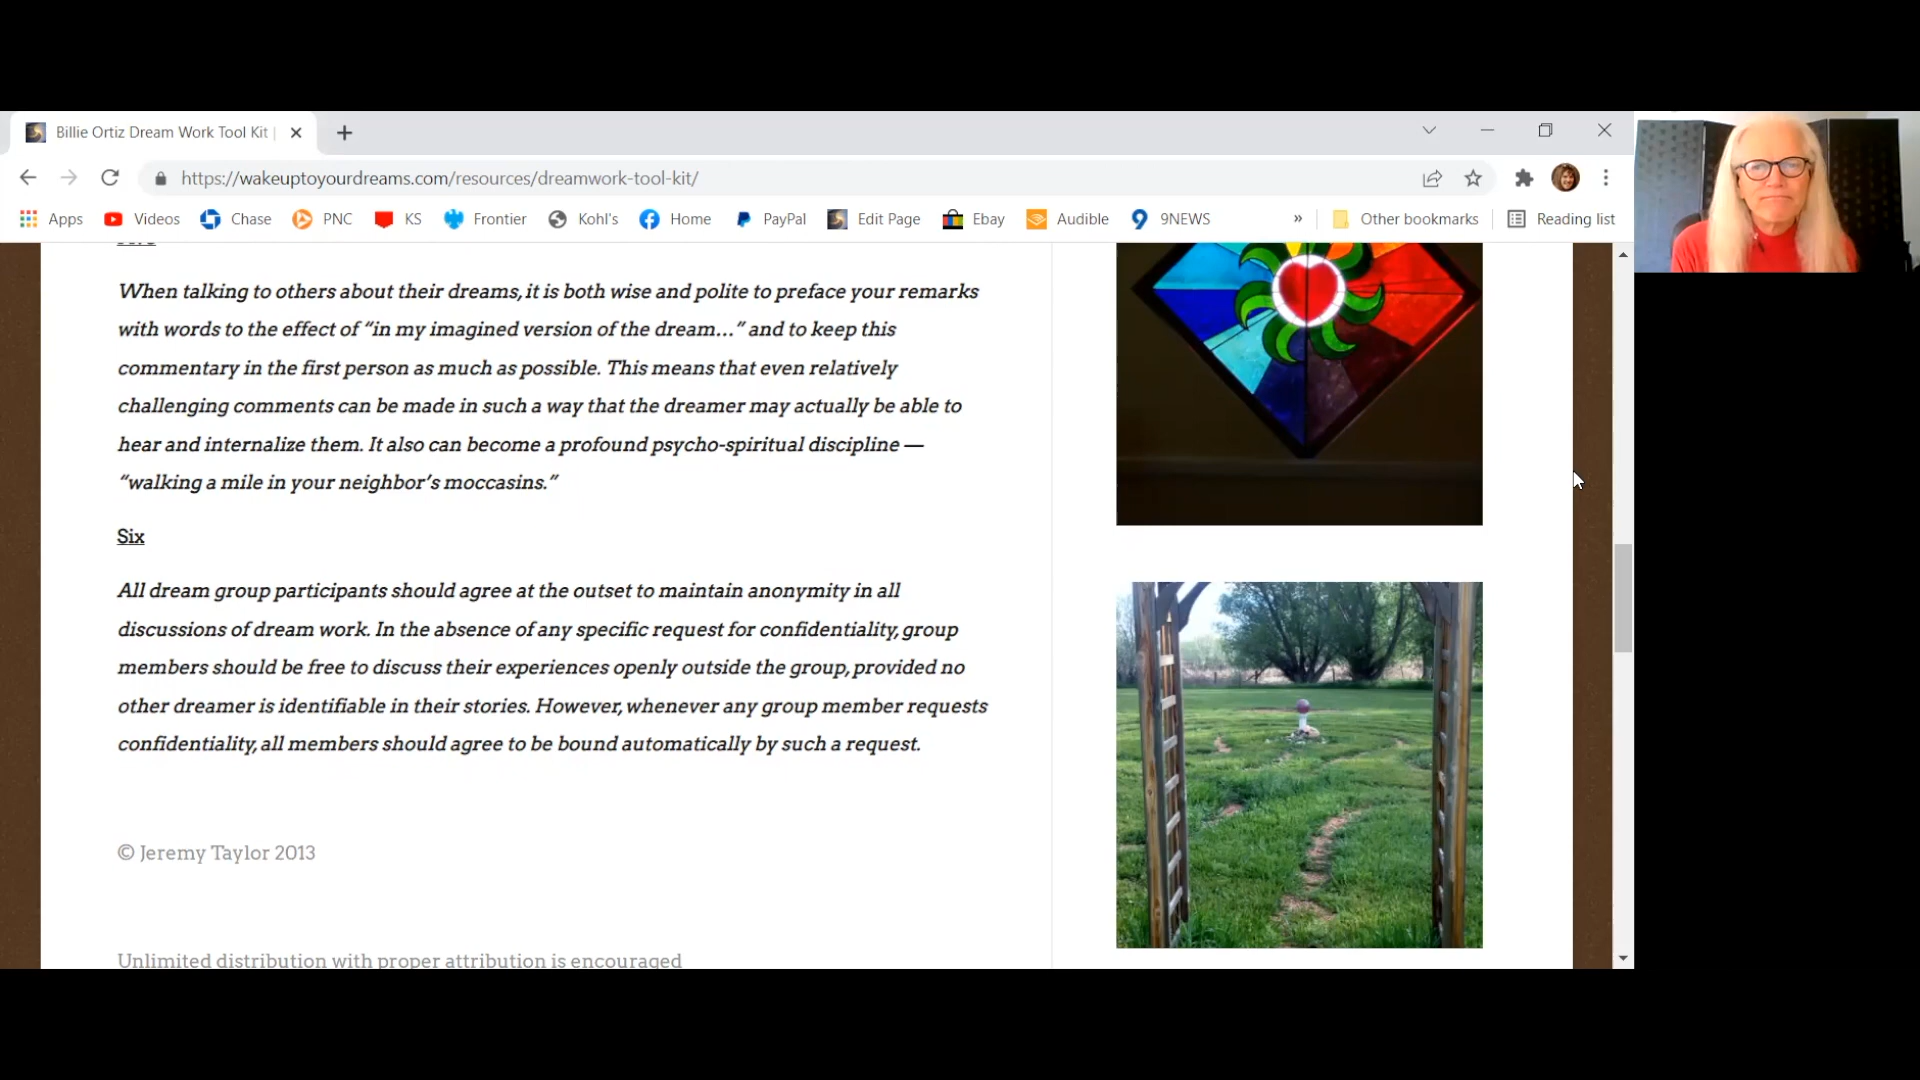 Billie Ortiz Dream Work Tool Kit |
https://wakeuptoyourdreams.com/resources/dreamwork-tool-kit/
Apps Videos Chase PNC KS Frontier Kohl's Home PayPal Edit Page Ebay Audible 9NEWS » Other bookmarks Reading list
When talking to others about their dreams, it is both wise and polite to preface your remarks
with words to the effect of “in my imagined version of the dream…” and to keep this
commentary in the first person as much as possible. This means that even relatively
challenging comments can be made in such a way that the dreamer may actually be able to
hear and internalize them. It also can become a profound psycho-spiritual discipline —
“walking a mile in your neighbor’s moccasins.”
Six
All dream group participants should agree at the outset to maintain anonymity in all
discussions of dream work. In the absence of any specific request for confidentiality, group
members should be free to discuss their experiences openly outside the group, provided no
other dreamer is identifiable in their stories. However, whenever any group member requests
confidentiality, all members should agree to be bound automatically by such a request.
© Jeremy Taylor 2013
Unlimited distribution with proper attribution is encouraged